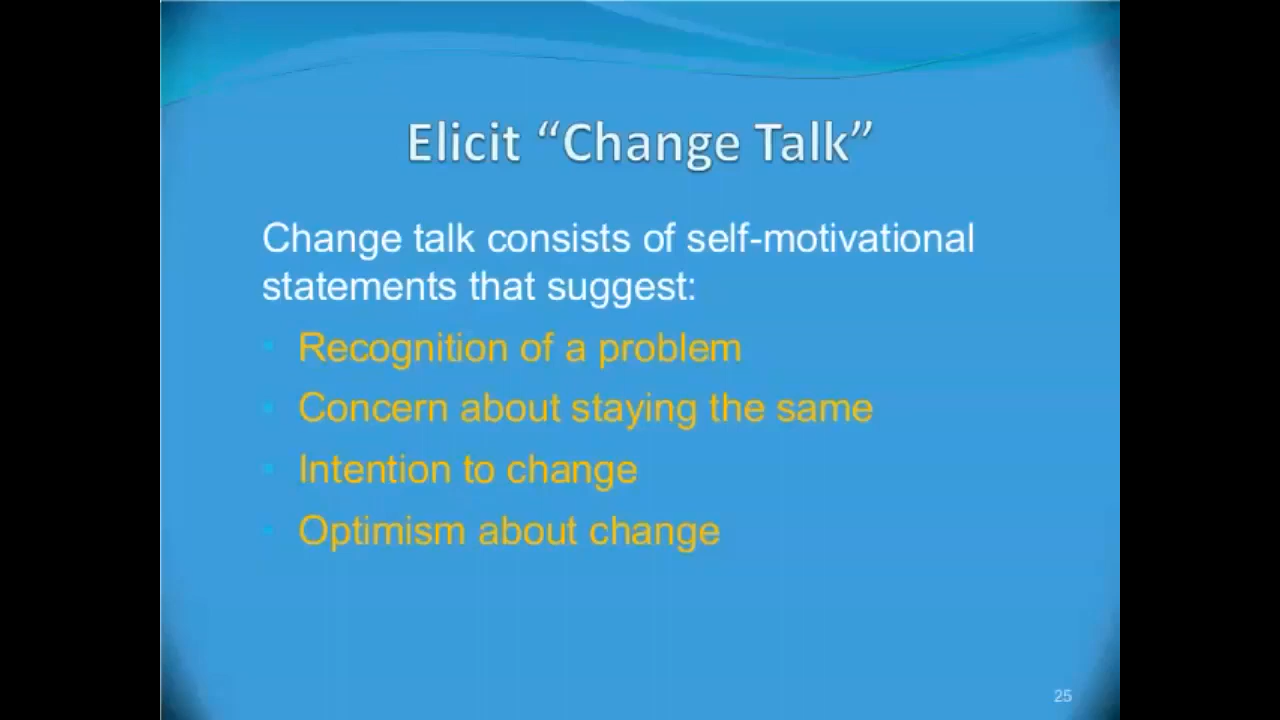 Elicit “Change Talk”
Change talk consists of self-motivational
statements that suggest:
Recognition of a problem
Concern about staying the same
Intention to change
Optimism about change
25